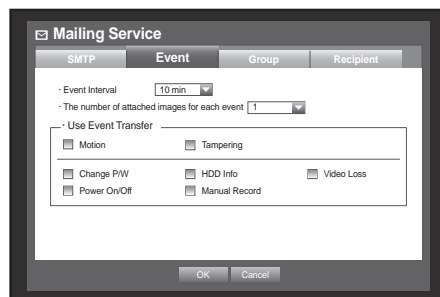 Mailing Service
SMTP Event Group Recipient
· Event Interval 10 min
· The number of attached images for each event 1
· Use Event Transfer
Motion Tampering
Change P/W HDD Info Video Loss
Power On/Off Manual Record
OK Cancel